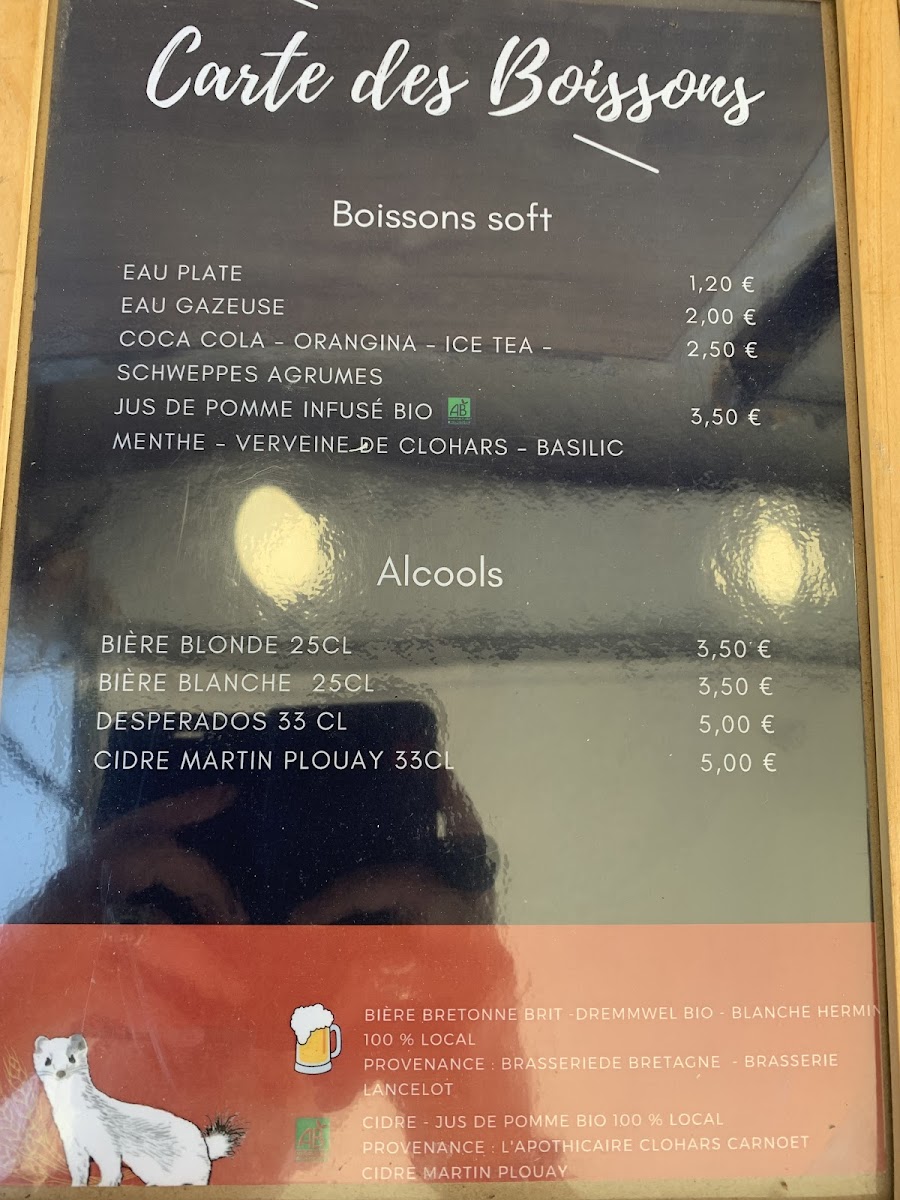 Carte des Boissons
Boissons soft
EAU PLATE 1,20 €
EAU GAZEUSE 2,00 €
COCA COLA - ORANGINA - ICE TEA - 2,50 €
SCHWEPPES AGRUMES
JUS DE POMME INFUSÉ BIO AB 3,50 €
MENTHE - VERVEINE DE CLOHARS - BASILIC
Alcools
BIÈRE BLONDE 25CL 3,50 €
BIÈRE BLANCHE 25CL 3,50 €
DESPERADOS 33 CL 5,00 €
CIDRE MARTIN PLOUAY 33CL 5,00 €
BIÈRE BRETONNE BRIT -DREMMWEL BIO - BLANCHE HERMIN
100 % LOCAL
PROVENANCE : BRASSERIEDE BRETAGNE - BRASSERIE
LANCELOT
AB
CIDRE - JUS DE POMME BIO 100 % LOCAL
PROVENANCE : L'APOTHICAIRE CLOHARS CARNOET
CIDRE MARTIN PLOUAY